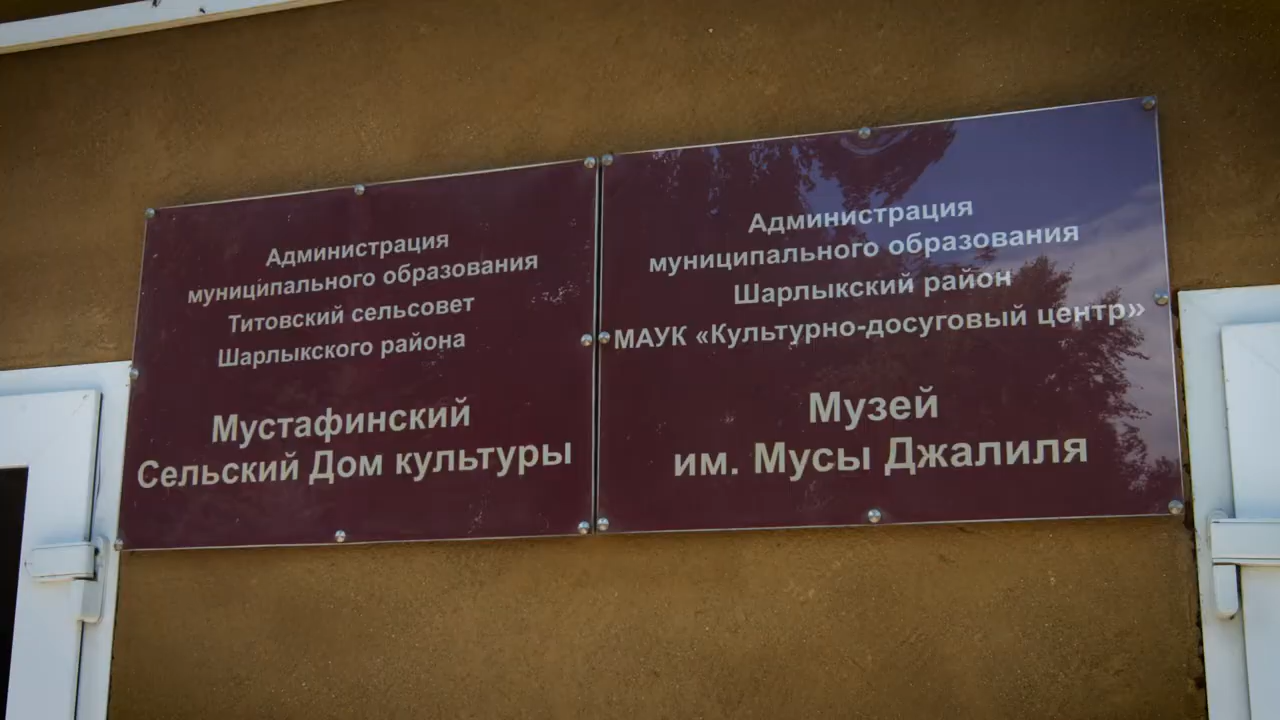 Администрация
муниципального образования
Титовский сельсовет
Шарлыкского района
Мустафинский
Сельский Дом культуры
Администрация
муниципального образования
Шарлыкский район
МАУК «Культурно-досуговый центр»
Музей
им. Мусы Джалиля